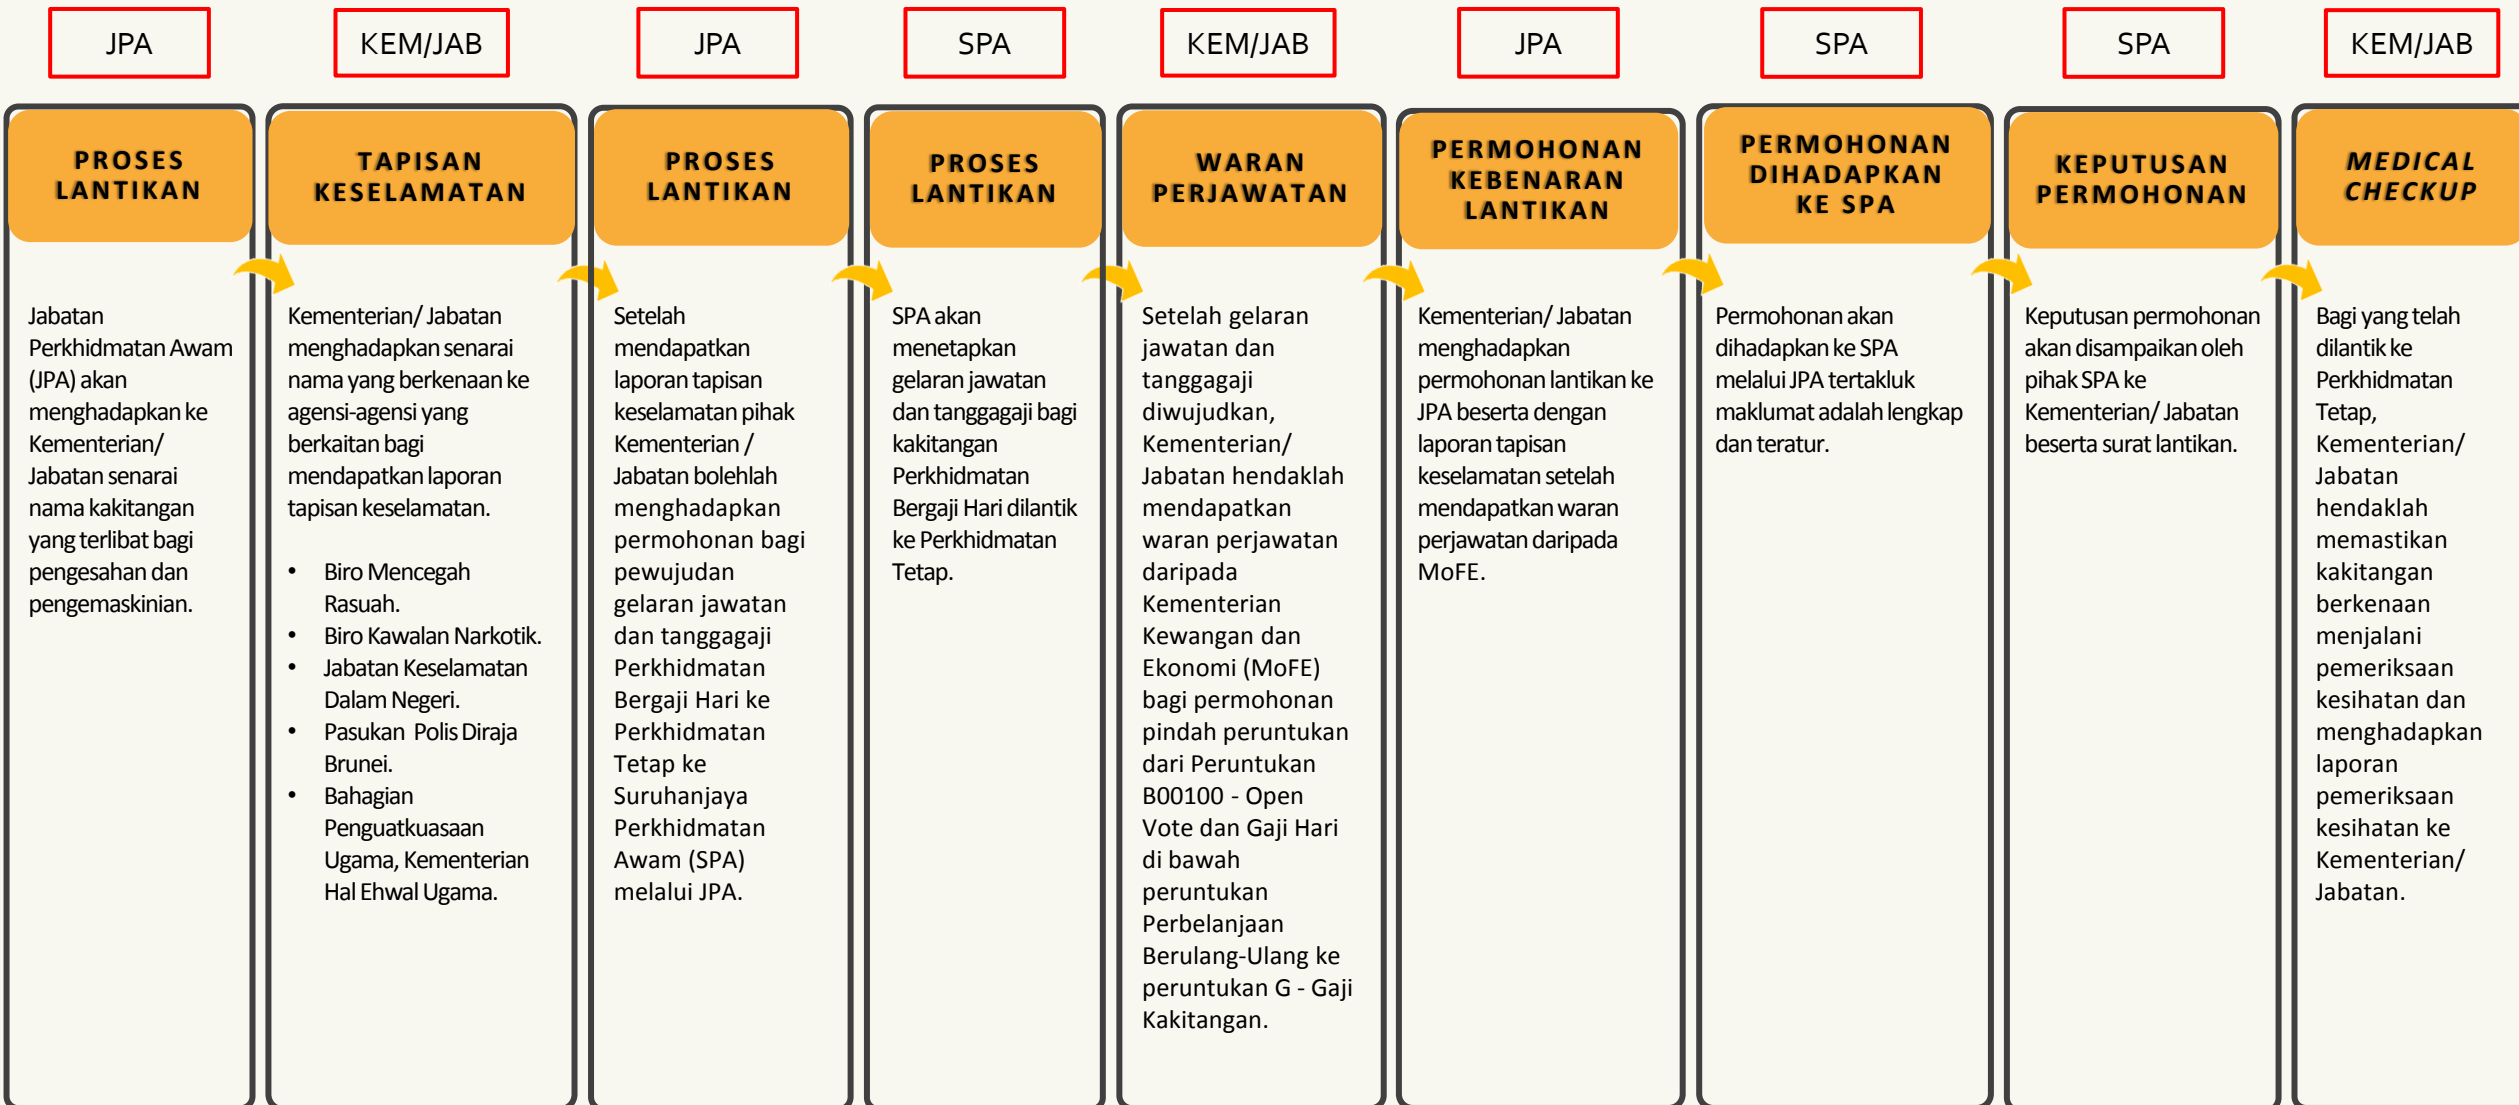 JPA
KEM/JAB
JPA
SPA
KEM/JAB
JPA
SPA
SPA
KEM/JAB
PROSES
LANTIKAN
Jabatan
Perkhidmatan Awam
(JPA) akan
menghadapkan ke
Kementerian/
Jabatan senarai
nama kakitangan
yang terlibat bagi
pengesahan dan
pengemaskinian.
TAPISAN
KESELAMATAN
Kementerian/ Jabatan
menghadapkan senarai
nama yang berkenaan ke
agensi-agensi yang
berkaitan bagi
mendapatkan laporan
tapisan keselamatan.
• Biro Mencegah
Rasuah.
• Biro Kawalan Narkotik.
• Jabatan Keselamatan
Dalam Negeri.
• Pasukan Polis Diraja
Brunei.
• Bahagian
Penguatkuasaan
Ugama, Kementerian
Hal Ehwal Ugama.
PROSES
LANTIKAN
Setelah
mendapatkan
laporan tapisan
keselamatan pihak
Kementerian /
Jabatan bolehlah
menghadapkan
permohonan bagi
pewujudan
gelaran jawatan
dan tanggagaji
Perkhidmatan
Bergaji Hari ke
Perkhidmatan
Tetap ke
Suruhanjaya
Perkhidmatan
Awam (SPA)
melalui JPA.
PROSES
LANTIKAN
SPA akan
menetapkan
gelaran jawatan
dan tanggagaji bagi
kakitangan
Perkhidmatan
Bergaji Hari dilantik
ke Perkhidmatan
Tetap.
WARAN
PERJAWATAN
Setelah gelaran
jawatan dan
tanggagaji
diwujudkan,
Kementerian/
Jabatan hendaklah
mendapatkan
waran perjawatan
daripada
Kementerian
Kewangan dan
Ekonomi (MoFE)
bagi permohonan
pindah peruntukan
dari Peruntukan
B00100 - Open
Vote dan Gaji Hari
di bawah
peruntukan
Perbelanjaan
Berulang-Ulang ke
peruntukan G - Gaji
Kakitangan.
PERMOHONAN
KEBENARAN
LANTIKAN
Kementerian/ Jabatan
menghadapkan
permohonan lantikan ke
JPA beserta dengan
laporan tapisan
keselamatan setelah
mendapatkan waran
perjawatan daripada
MoFE.
PERMOHONAN
DIHADAPKAN
KE SPA
Permohonan akan
dihadapkan ke SPA
melalui JPA tertakluk
maklumat adalah lengkap
dan teratur.
KEPUTUSAN
PERMOHONAN
Keputusan permohonan
akan disampaikan oleh
pihak SPA ke
Kementerian/ Jabatan
beserta surat lantikan.
MEDICAL
CHECKUP
Bagi yang telah
dilantik ke
Perkhidmatan
Tetap,
Kementerian/
Jabatan
hendaklah
memastikan
kakitangan
berkenaan
menjalani
pemeriksaan
kesihatan dan
menghadapkan
laporan
pemeriksaan
kesihatan ke
Kementerian/
Jabatan.